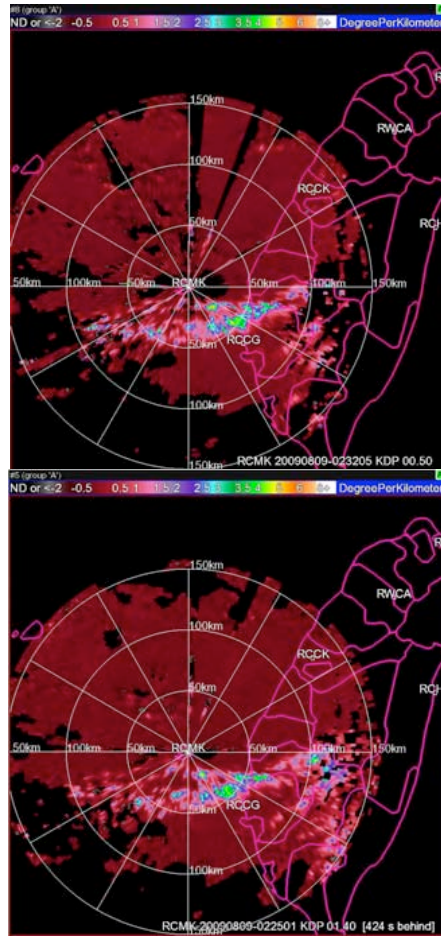 #8 (group 'A')
ND or <-2 -0.5 0.5 1 1.5 2 2.5 3 3.5 4 5 6 8+ DegreePerKilometer
150km
RWCA
100km
RCCK
50km
RCH
50km 100km 50km RCMK 50km 100km 150km
RCCG
50km
100km
150km
RCMK 20090809-023205 KDP 00.50
#5 (group 'A')
ND or <-2 -0.5 0.5 1 1.5 2 2.5 3 3.5 4 5 6 8+ DegreePerKilometer
150km
RWCA
100km
RCCK
50km
RCH
50km 100km 50km RCMK 50km 100km 150km
RCCG
50km
100km
150km
RCMK 20090809-022501 KDP 01.40 [424 s behind]